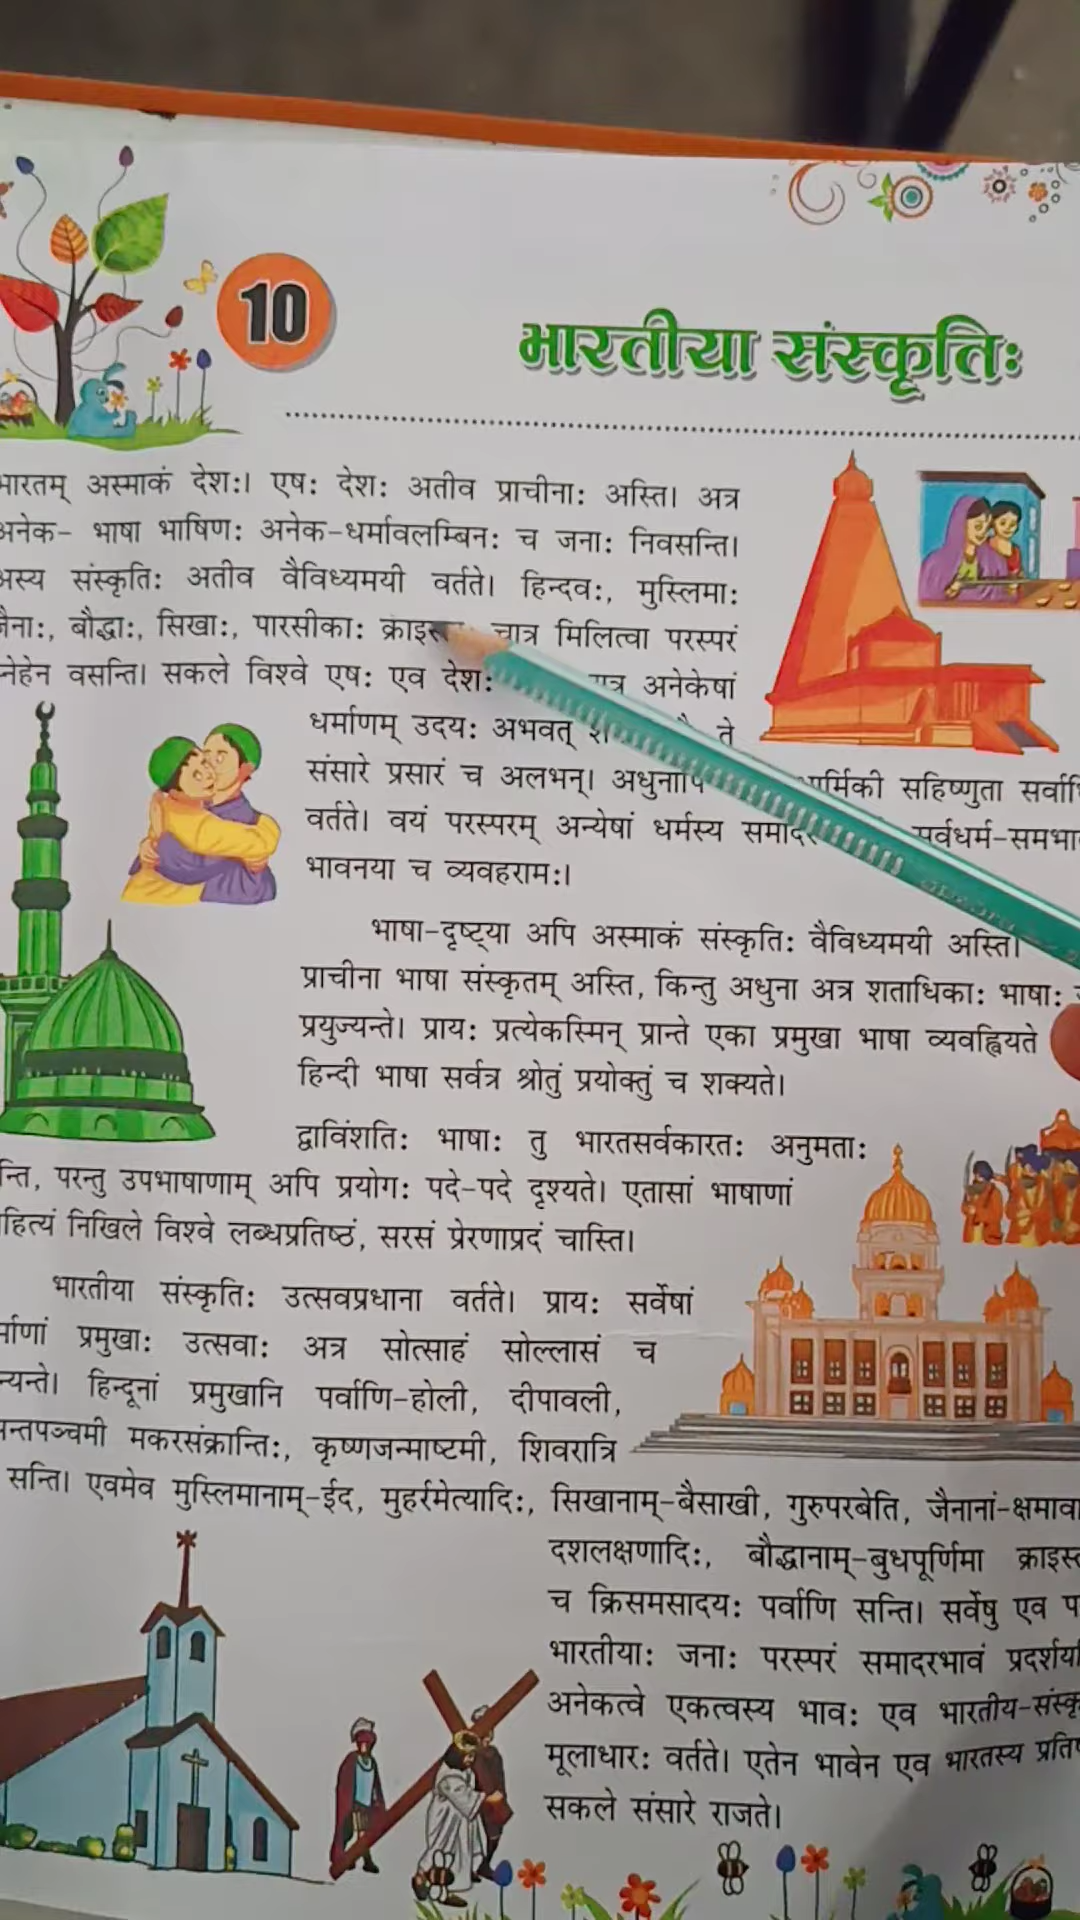 10
भारतीया संस्कृतिः
भारतम् अस्माकं देशः। एषः देशः अतीव प्राचीनाः अस्ति। अत्र
अनेक- भाषा भाषिणः अनेक-धर्मावलम्बिनः च जनाः निवसन्ति।
अस्य संस्कृतिः अतीव वैविध्यमयी वर्तते। हिन्दवः, मुस्लिमाः
जैनाः, बौद्धाः, सिखाः, पारसीकाः चात्र मिलित्वा परस्परं
स्नेहेन वसन्ति। सकले विश्वे एषः एव देशः अनेकेषां
धर्माणम् उदयः अभवत् ते
संसारे प्रसारं च अलभन्। अधुनापि धार्मिकी सहिष्णुता
वर्तते। वयं परस्परम् अन्येषां धर्मस्य सर्वधर्म-समभाव
भावनया च व्यवहरामः।
भाषा-दृष्ट्या अपि अस्माकं संस्कृतिः वैविध्यमयी अस्ति।
प्राचीना भाषा संस्कृतम् अस्ति, किन्तु अधुना अत्र शताधिकाः भाषाः
प्रयुज्यन्ते। प्रायः प्रत्येकस्मिन् प्रान्ते एका प्रमुखा भाषा व्यवह्वियते
हिन्दी भाषा सर्वत्र श्रोतुं प्रयोक्तुं च शक्यते।
द्वाविंशतिः भाषाः तु भारतसर्वकारतः अनुमताः
न्ति, परन्तु उपभाषाणाम् अपि प्रयोगः पदे-पदे दृश्यते। एतासां भाषाणां
हित्यं निखिले विश्वे लब्धप्रतिष्ठं, सरसं प्रेरणाप्रदं चास्ति।
भारतीया संस्कृतिः उत्सवप्रधाना वर्तते। प्रायः सर्वेषां
र्माणां प्रमुखाः उत्सवाः अत्र सोत्साहं सोल्लासं च
न्यन्ते। हिन्दूनां प्रमुखानि पर्वाणि-होली, दीपावली,
न्तपञ्चमी मकरसंक्रान्तिः, कृष्णजन्माष्टमी, शिवरात्रि
सन्ति। एवमेव मुस्लिमानाम्-ईद, मुहर्रमेत्यादिः, सिखानाम्-बैसाखी, गुरुपरबेति, जैनानां-क्षमावा
दशलक्षणादिः, बौद्धानाम्-बुधपूर्णिमा
च क्रिसमसादयः पर्वाणि सन्ति। सर्वेषु एव प
भारतीयाः जनाः परस्परं समादरभावं प्रदर्शय
अनेकत्वे एकत्वस्य भावः एव भारतीय-संस्कृ
मूलाधारः वर्तते। एतेन भावेन एव भारतस्य
सकले संसारे राजते।